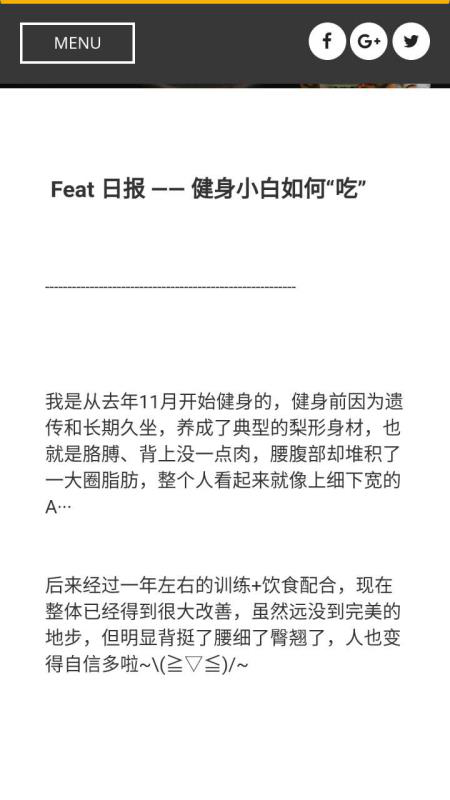 MENU
Feat 日报 —— 健身小白如何“吃”
--------------------------------------------------------
我是从去年11月开始健身的，健身前因为遗
传和长期久坐，养成了典型的梨形身材，也
就是胳膊、背上没一点肉，腰腹部却堆积了
一大圈脂肪，整个人看起来就像上细下宽的
A…
后来经过一年左右的训练+饮食配合，现在
整体已经得到很大改善，虽然远没到完美的
地步，但明显背挺了腰细了臀翘了，人也变
得自信多啦~\(≧▽≦)/~